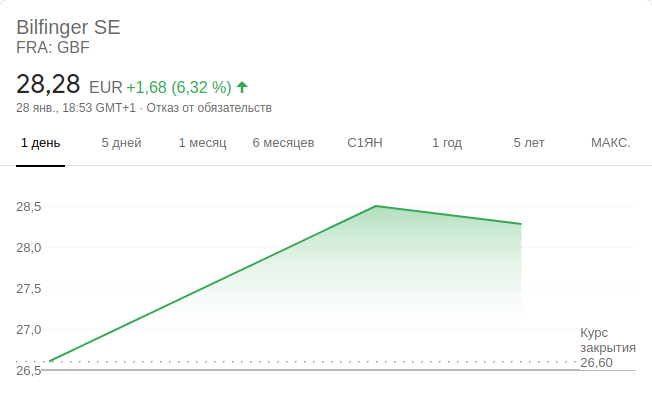 Bilfinger SE
FRA: GBF
28,28 EUR +1,68 (6,32 %)
28 янв., 18:53 GMT+1 · Отказ от обязательств
1 день 5 дней 1 месяц 6 месяцев С1ЯН 1 год 5 лет МАКС.
28,5
28,0
27,5
27,0
26,5
Курс
закрытия
26,60